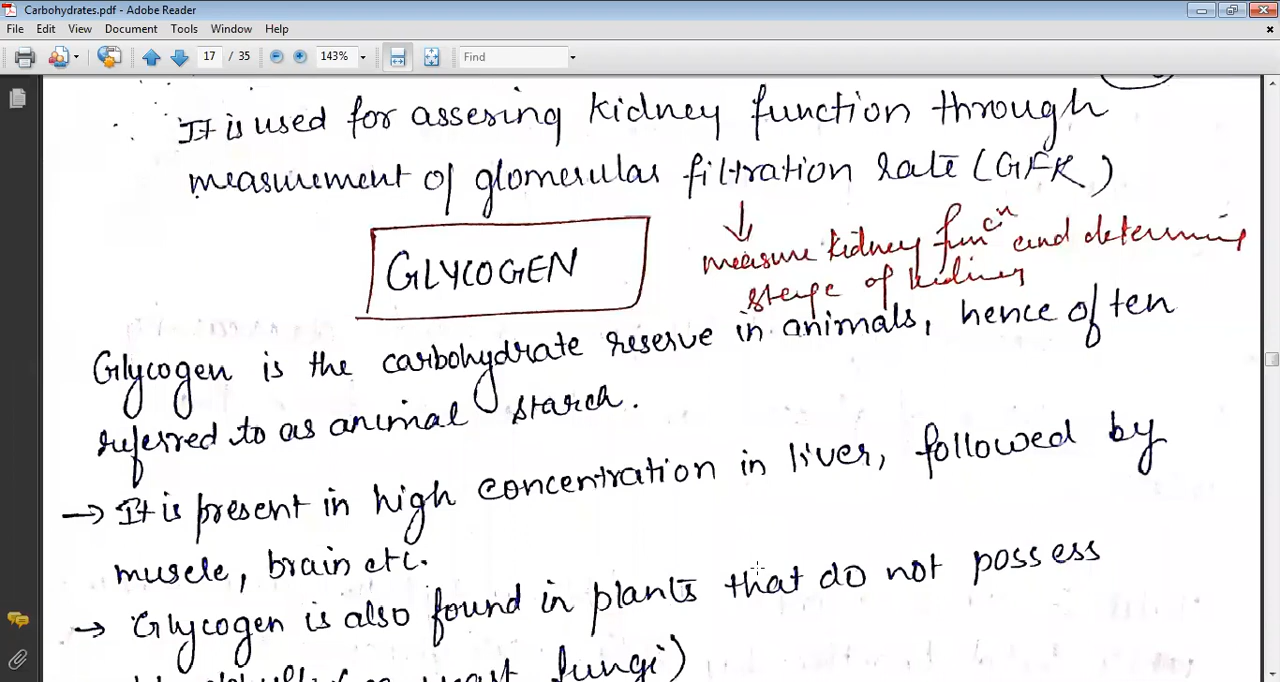 Carbohydrates.pdf - Adobe Reader
File Edit View Document Tools Window Help
17 / 35 143% Find
It is used for assering kidney function through
measurement of glomerular filtration rate (GFR)
measure kidney funcn and determine
stage of kidney
GLYCOGEN
Glycogen is the carbohydrate reserve in animals, hence often
referred to as animal starch.
→ It is present in high concentration in liver, followed by
muscle, brain etc.
→ Glycogen is also found in plants that do not possess
fungi)